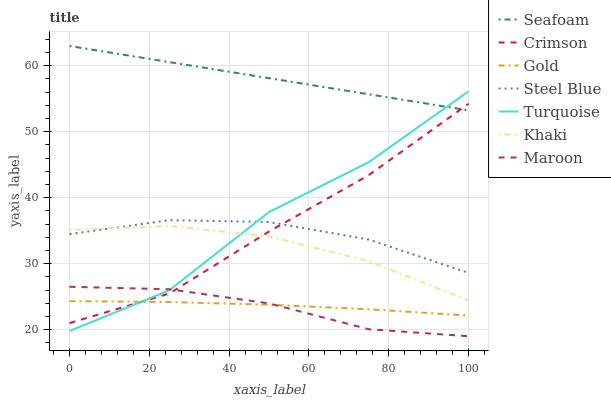 title
60
50
40
30
20
0 20 40 60 80 100
xaxis_label
yaxis_label
Seafoam
Crimson
Gold
Steel Blue
Turquoise
Khaki
Maroon